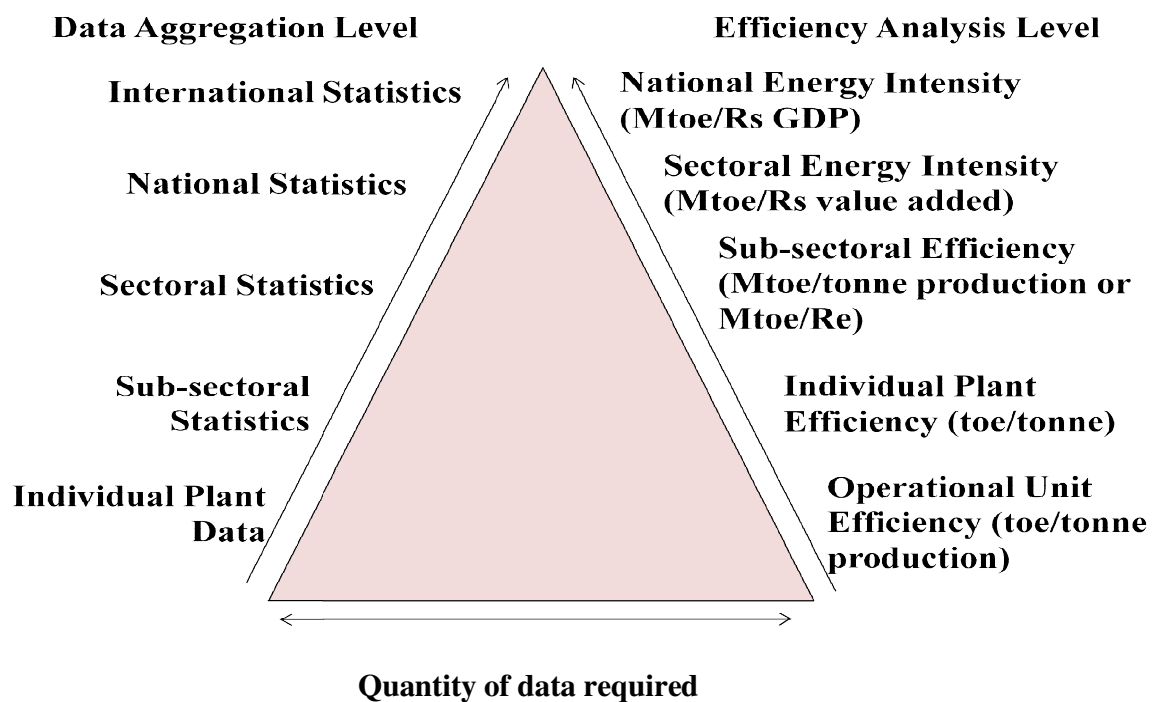 Data Aggregation Level
International Statistics
National Statistics
Sectoral Statistics
Sub-sectoral
Statistics
Individual Plant
Data
Efficiency Analysis Level
National Energy Intensity
(Mtoe/Rs GDP)
Sectoral Energy Intensity
(Mtoe/Rs value added)
Sub-sectoral Efficiency
(Mtoe/tonne production or
Mtoe/Re)
Individual Plant
Efficiency (toe/tonne)
Operational Unit
Efficiency (toe/tonne
production)
Quantity of data required